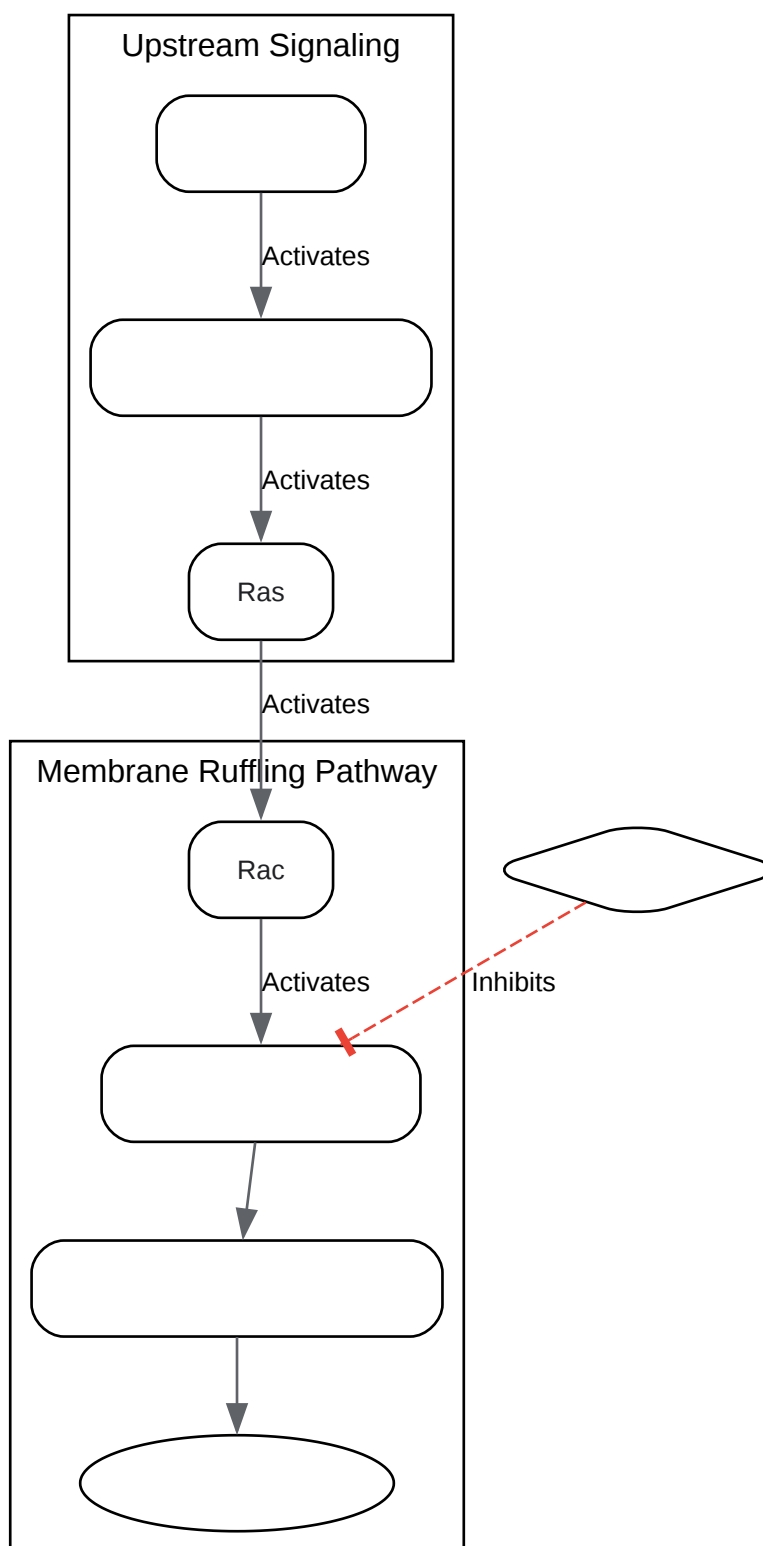 Upstream Signaling
Activates
Activates
Ras
Activates
Membrane Ruffling Pathway
Rac
Activates
Inhibits